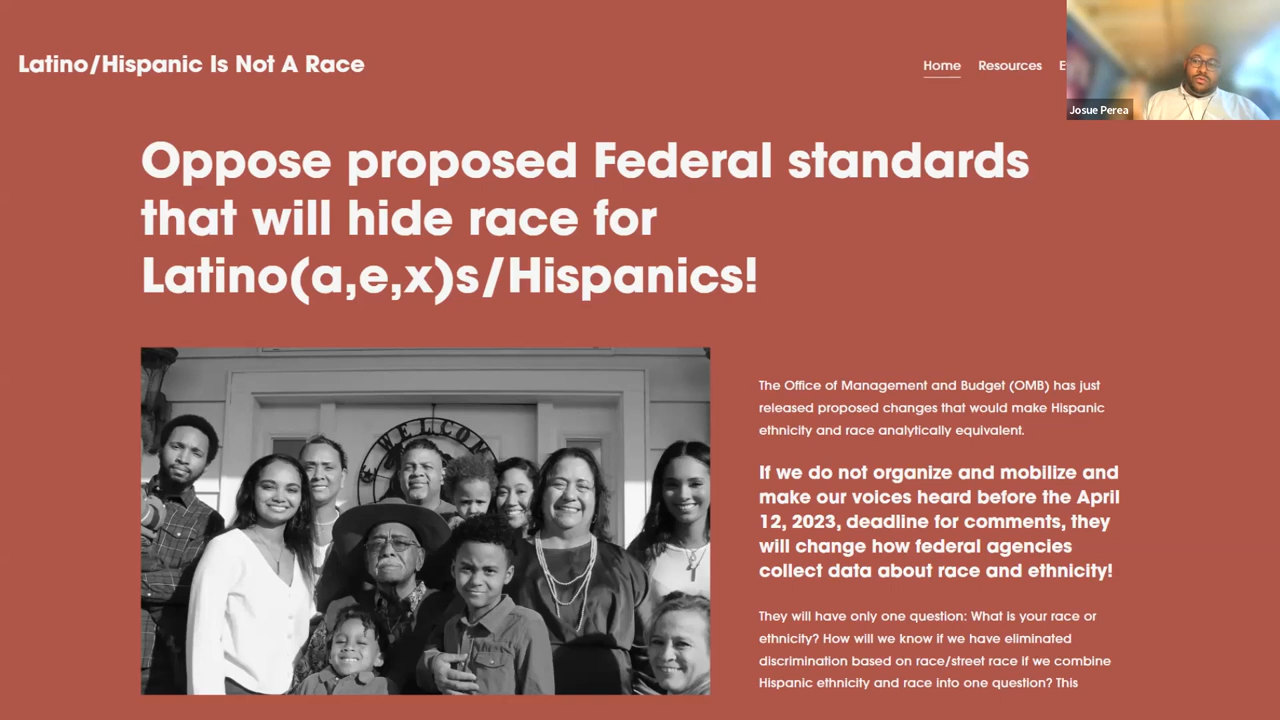 Latino/Hispanic Is Not A Race
Home Resources E
Josue Perea
Oppose proposed Federal standards
that will hide race for
Latino(a,e,x)s/Hispanics!
WELCOM
The Office of Management and Budget (OMB) has just
released proposed changes that would make Hispanic
ethnicity and race analytically equivalent.
If we do not organize and mobilize and
make our voices heard before the April
12, 2023, deadline for comments, they
will change how federal agencies
collect data about race and ethnicity!
They will have only one question: What is your race or
ethnicity? How will we know if we have eliminated
discrimination based on race/street race if we combine
Hispanic ethnicity and race into one question? This